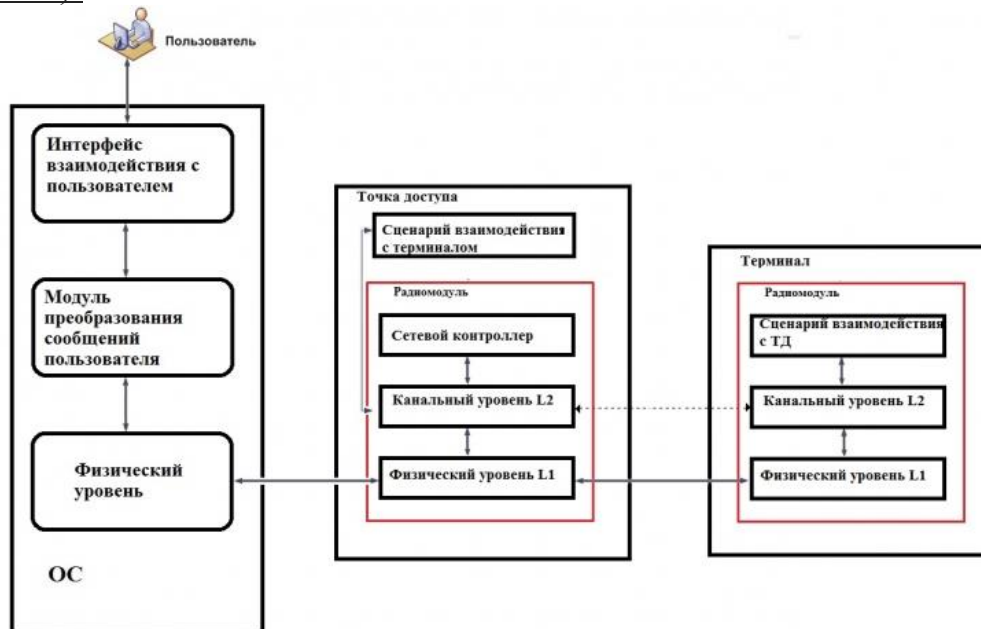 Пользователь
Интерфейс
взаимодействия с
пользователем
Модуль
преобразования
сообщений
пользователя
Физический
уровень
ОС
Точка доступа
Сценарий взаимодействия
с терминалом
Радиомодуль
Сетевой контроллер
Канальный уровень L2
Физический уровень L1
Терминал
Радиомодуль
Сценарий взаимодействия
с ТД
Канальный уровень L2
Физический уровень L1